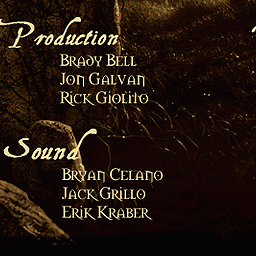 Production
Brady Bell
Jon Galvan
Rick Giolito
Sound
Bryan Celano
Jack Grillo
Erik Kraber